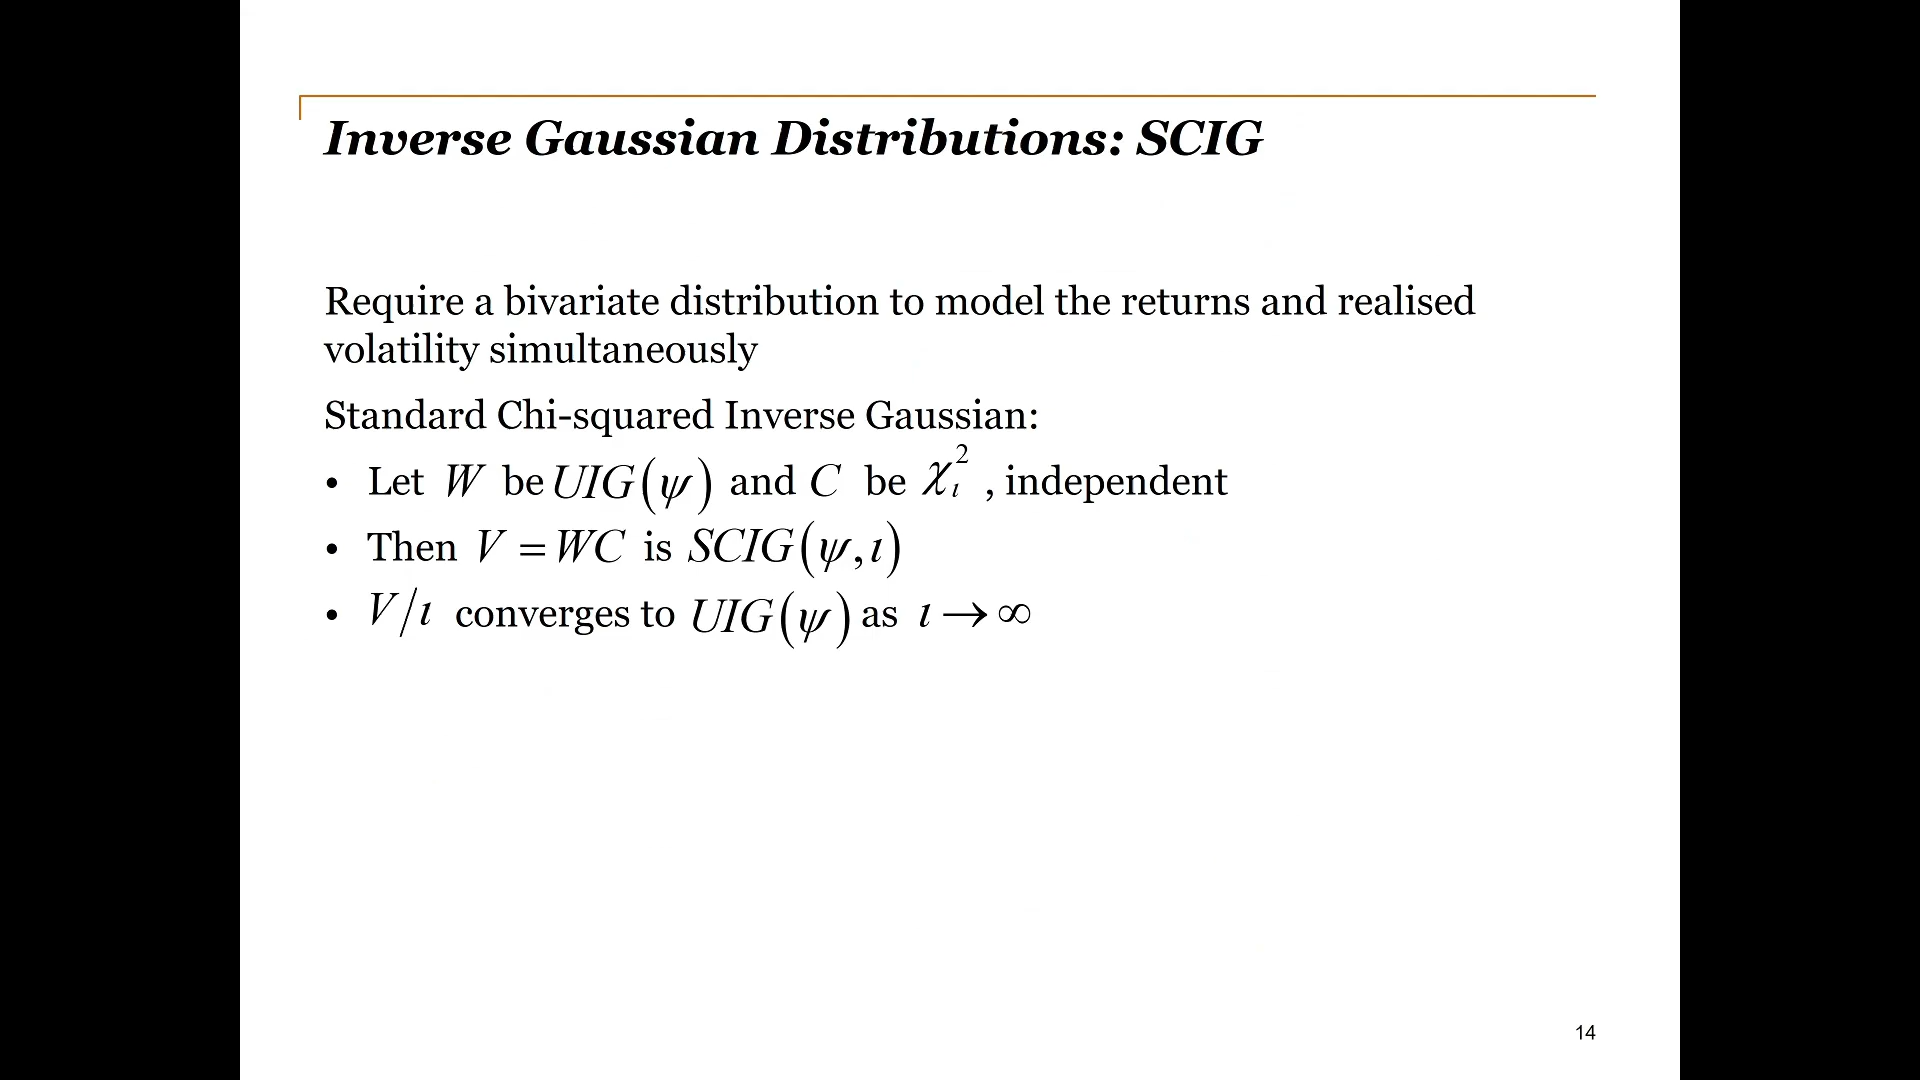 Inverse Gaussian Distributions: SCIG
Require a bivariate distribution to model the returns and realised
volatility simultaneously
Standard Chi-squared Inverse Gaussian:
• Let W be UIG(ψ) and C be χ²_ι , independent
• Then V = WC is SCIG(ψ, ι)
• V/ι converges to UIG(ψ) as ι → ∞
14